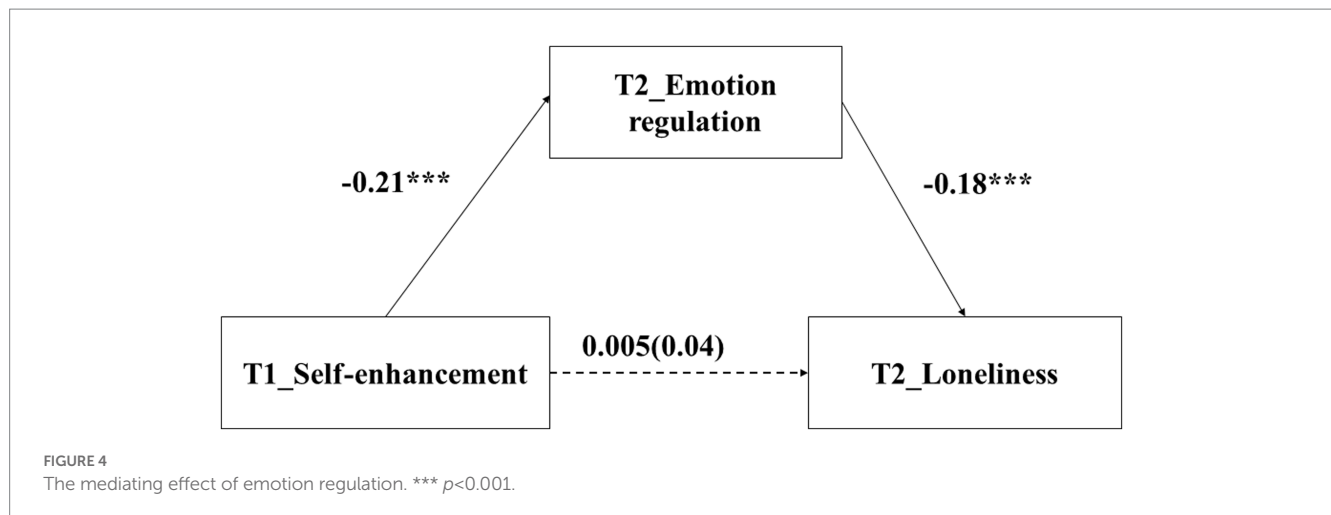 T2_Emotion
regulation
-0.21***
-0.18***
T1_Self-enhancement
0.005(0.04)
T2_Loneliness
FIGURE 4
The mediating effect of emotion regulation. *** p<0.001.